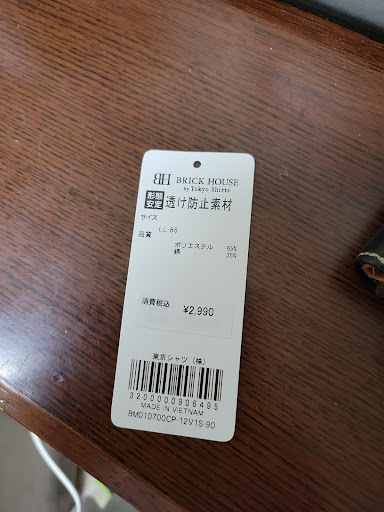 BH BRICK HOUSE
by Tokyo Shirts
形態安定 透け防止素材
サイズ
LL-86
品質
ポリエステル 65%
綿 35%
消費税込 ¥2,990
東京シャツ (株)
3200000906495
MADE IN VIETNAM
BM010700CP-12V1S-90